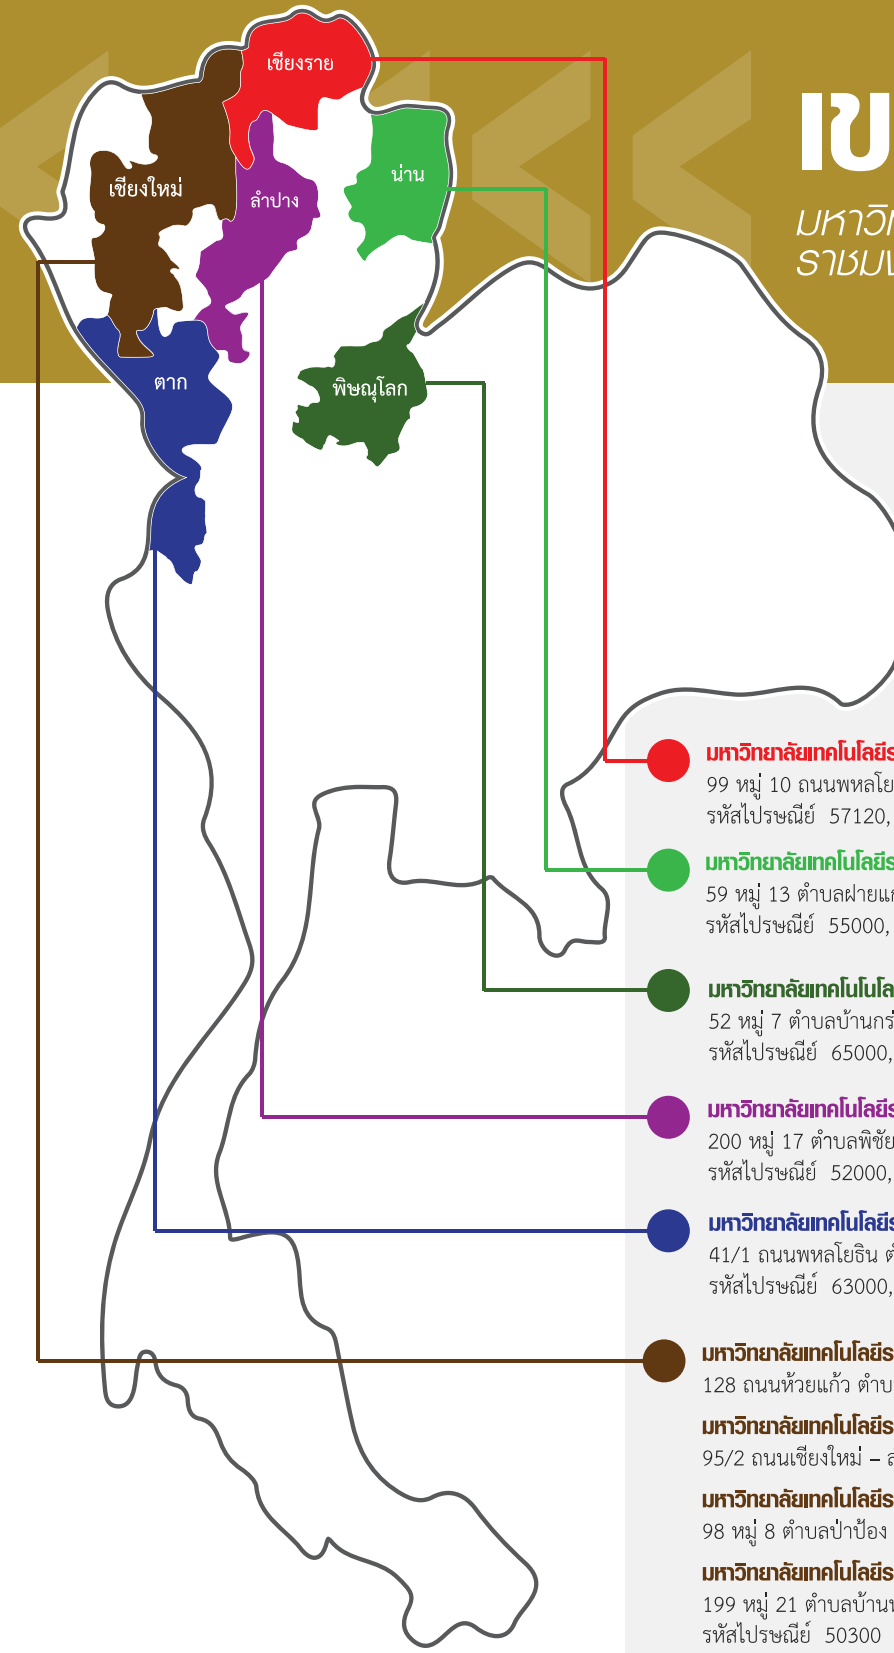 เชียงราย
เชียงใหม่
ลำปาง
น่าน
ตาก
พิษณุโลก
เข
มหาวิท
ราชมง
มหาวิทยาลัยเทคโนโลยีร
99 หมู่ 10 ถนนพหลโย
รหัสไปรษณีย์ 57120,
มหาวิทยาลัยเทคโนโลยีร
59 หมู่ 13 ตำบลฝายแก
รหัสไปรษณีย์ 55000,
มหาวิทยาลัยเทคโนโนโล
52 หมู่ 7 ตำบลบ้านกร
รหัสไปรษณีย์ 65000,
มหาวิทยาลัยเทคโนโลยีร
200 หมู่ 17 ตำบลพิชัย
รหัสไปรษณีย์ 52000,
มหาวิทยาลัยเทคโนโลยีร
41/1 ถนนพหลโยธิน ต
รหัสไปรษณีย์ 63000,
มหาวิทยาลัยเทคโนโลยีร
128 ถนนห้วยแก้ว ตำบ
มหาวิทยาลัยเทคโนโลยีร
95/2 ถนนเชียงใหม่ – ล
มหาวิทยาลัยเทคโนโลยีร
98 หมู่ 8 ตำบลป่าป้อง
มหาวิทยาลัยเทคโนโลยีร
199 หมู่ 21 ตำบลบ้าน
รหัสไปรษณีย์ 50300